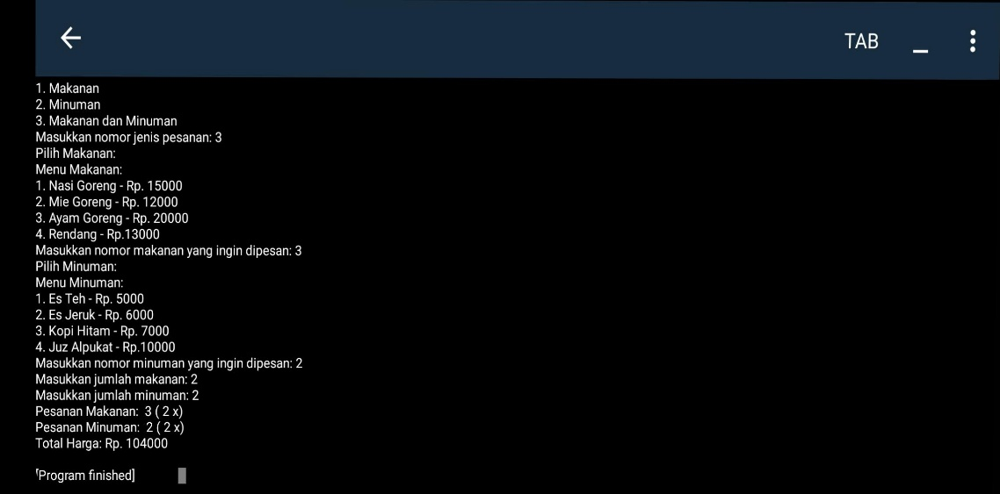 TAB
1. Makanan
2. Minuman
3. Makanan dan Minuman
Masukkan nomor jenis pesanan: 3
Pilih Makanan:
Menu Makanan:
1. Nasi Goreng - Rp. 15000
2. Mie Goreng - Rp. 12000
3. Ayam Goreng - Rp. 20000
4. Rendang - Rp.13000
Masukkan nomor makanan yang ingin dipesan: 3
Pilih Minuman:
Menu Minuman:
1. Es Teh - Rp. 5000
2. Es Jeruk - Rp. 6000
3. Kopi Hitam - Rp. 7000
4. Juz Alpukat - Rp.10000
Masukkan nomor minuman yang ingin dipesan: 2
Masukkan jumlah makanan: 2
Masukkan jumlah minuman: 2
Pesanan Makanan:  3 ( 2 x)
Pesanan Minuman:  2 ( 2 x)
Total Harga: Rp. 104000
[Program finished]